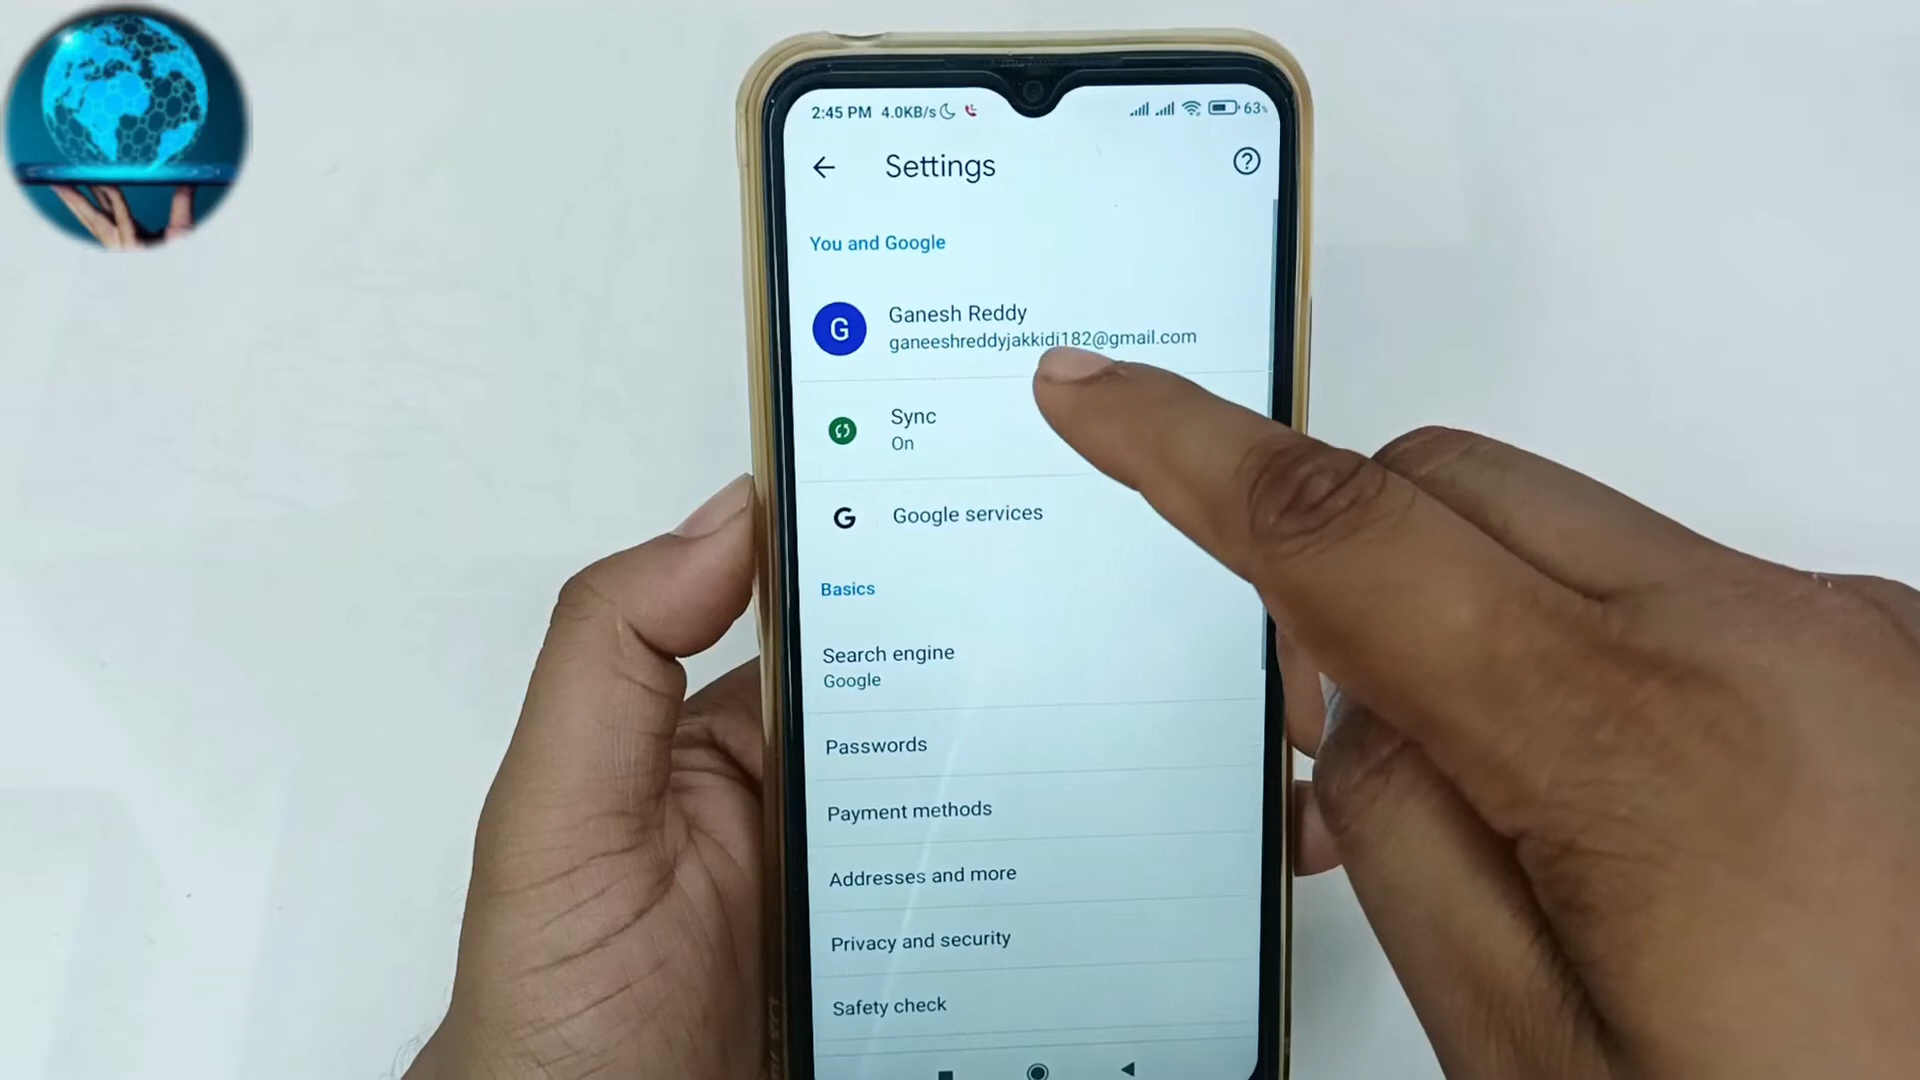 2:45 PM 4.0KB/s 63%
Settings
You and Google
G
Ganesh Reddy
ganeeshreddyjakkidi182@gmail.com
Sync
On
Google services
Basics
Search engine
Google
Passwords
Payment methods
Addresses and more
Privacy and security
Safety check